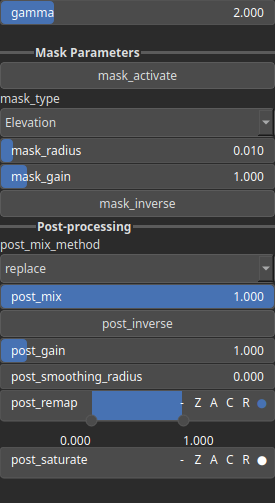 gamma 2.000
Mask Parameters
mask_activate
mask_type
Elevation
mask_radius 0.010
mask_gain 1.000
mask_inverse
Post-processing
post_mix_method
replace
post_mix 1.000
post_inverse
post_gain 1.000
post_smoothing_radius 0.000
post_remap - Z A C R
0.000 1.000
post_saturate - Z A C R